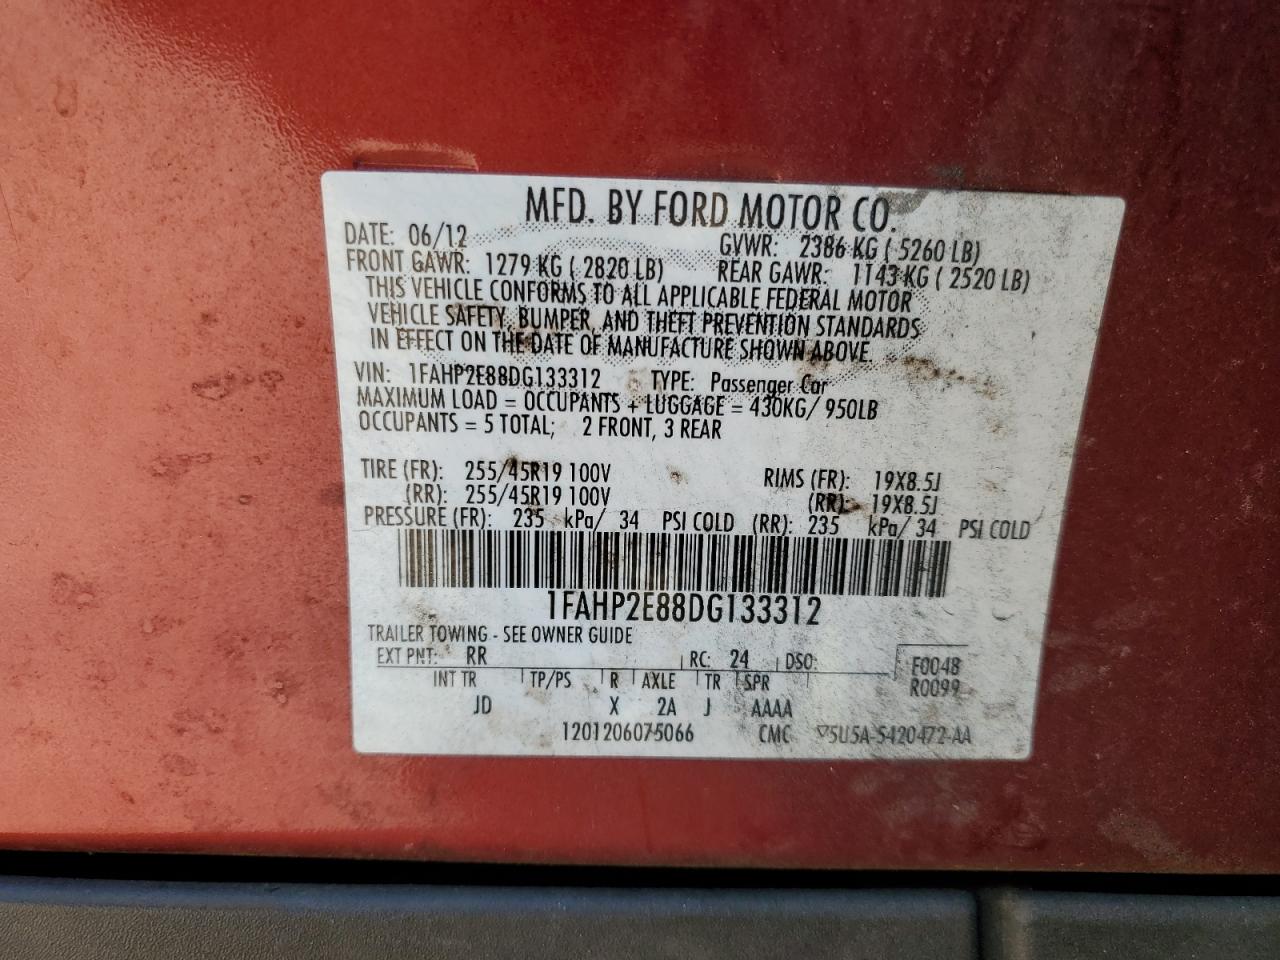 MFD. BY FORD MOTOR CO.
DATE: 06/12 GVWR: 2386 KG ( 5260 LB)
FRONT GAWR: 1279 KG ( 2820 LB) REAR GAWR: 1143 KG ( 2520 LB)
THIS VEHICLE CONFORMS TO ALL APPLICABLE FEDERAL MOTOR
VEHICLE SAFETY, BUMPER, AND THEFT PREVENTION STANDARDS
IN EFFECT ON THE DATE OF MANUFACTURE SHOWN ABOVE.
VIN: 1FAHP2E88DG133312 TYPE: Passenger Car
MAXIMUM LOAD = OCCUPANTS + LUGGAGE = 430KG/ 950LB
OCCUPANTS = 5 TOTAL; 2 FRONT, 3 REAR
TIRE (FR): 255/45R19 100V RIMS (FR): 19X8.5J
(RR): 255/45R19 100V (RR): 19X8.5J
PRESSURE (FR): 235 kPa/ 34 PSI COLD (RR): 235 kPa/ 34 PSI COLD
1FAHP2E88DG133312
TRAILER TOWING - SEE OWNER GUIDE
EXT PNT: RR RC: 24 DSO: F0048
INT TR TP/PS R AXLE TR SPR R0099
JD X 2A J AAAA
1201206075066 CMC ▽5U5A-5420472-AA